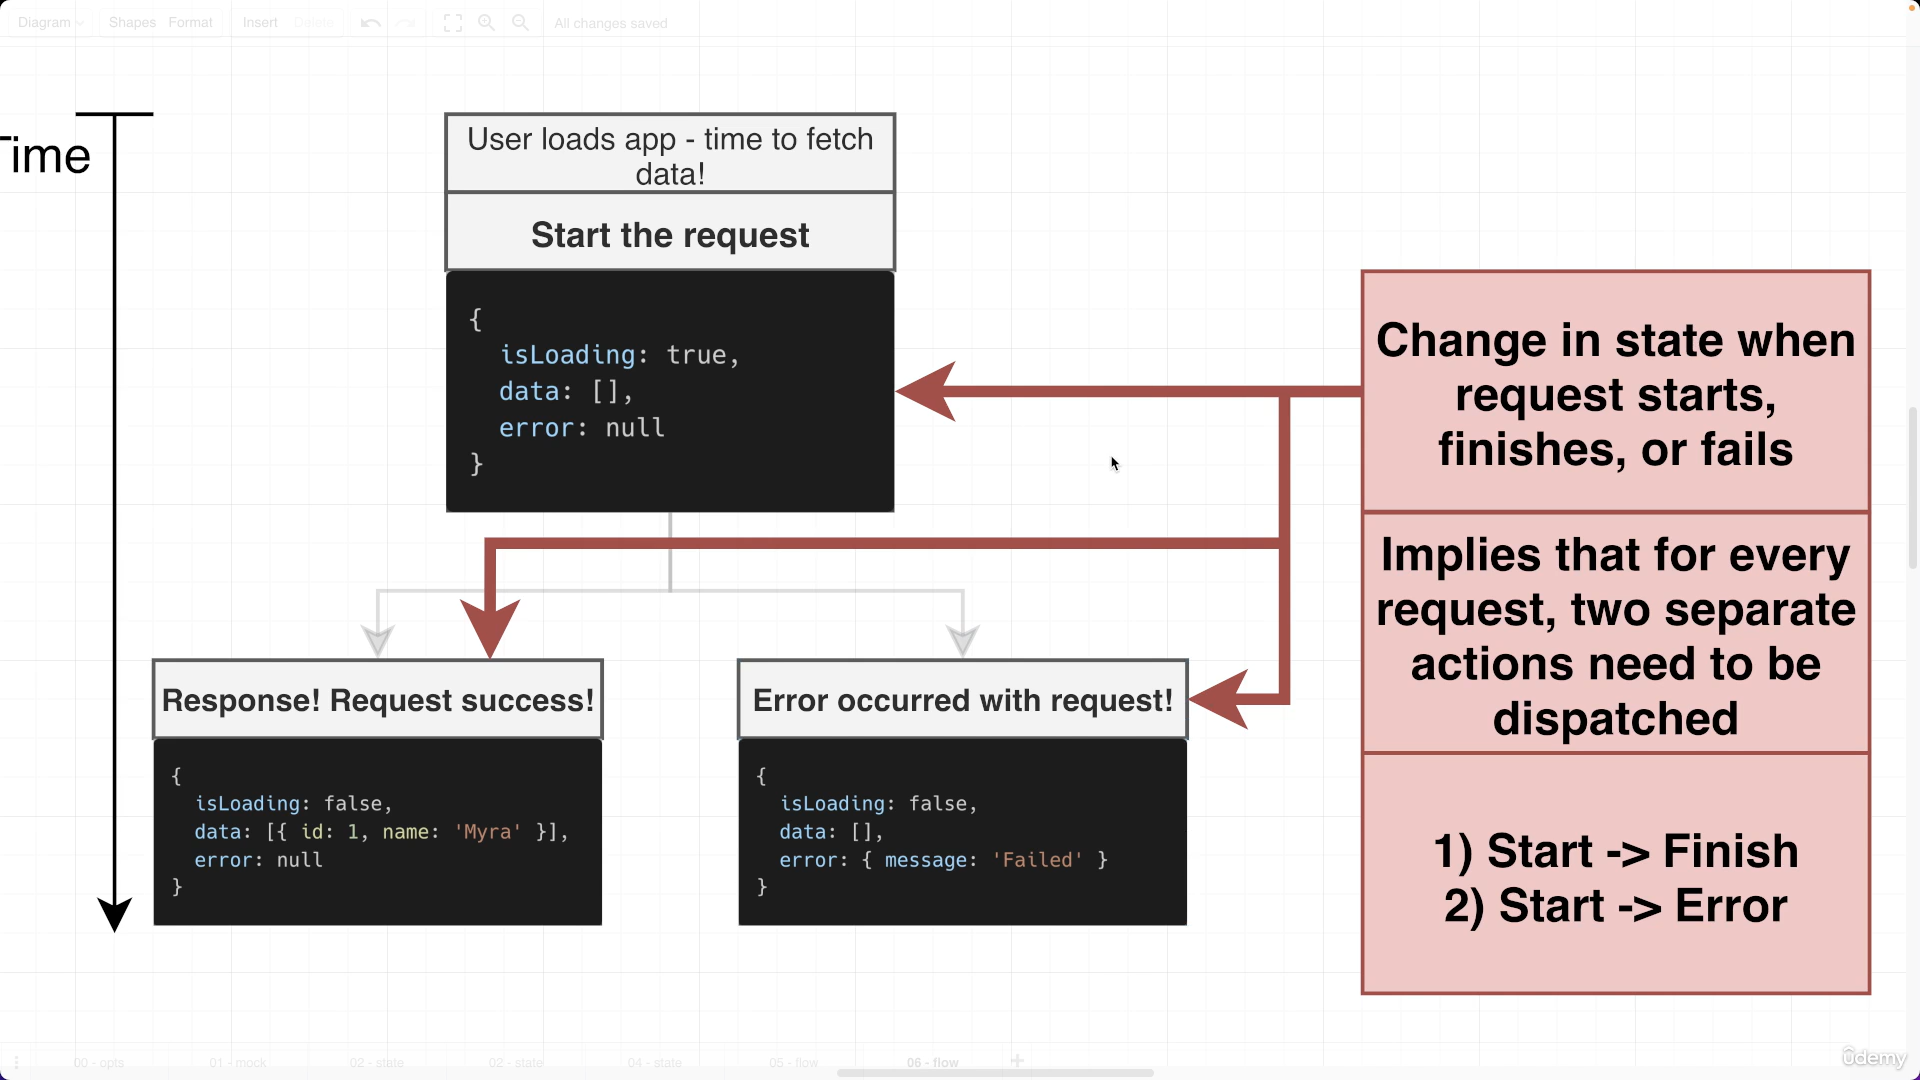 Diagram
Shapes Format Insert Delete All changes saved
Time
User loads app - time to fetch
data!
Start the request
{
isLoading: true,
data: [],
error: null
}
Change in state when
request starts,
finishes, or fails
Implies that for every
request, two separate
actions need to be
dispatched
1) Start -> Finish
2) Start -> Error
Response! Request success!
{
isLoading: false,
data: [{ id: 1, name: 'Myra' }],
error: null
}
Error occurred with request!
{
isLoading: false,
data: [],
error: { message: 'Failed' }
}
00 - opts 01 - mock 02 - state 02 - state 04 - state 05 - flow 06 - flow
ûdemy